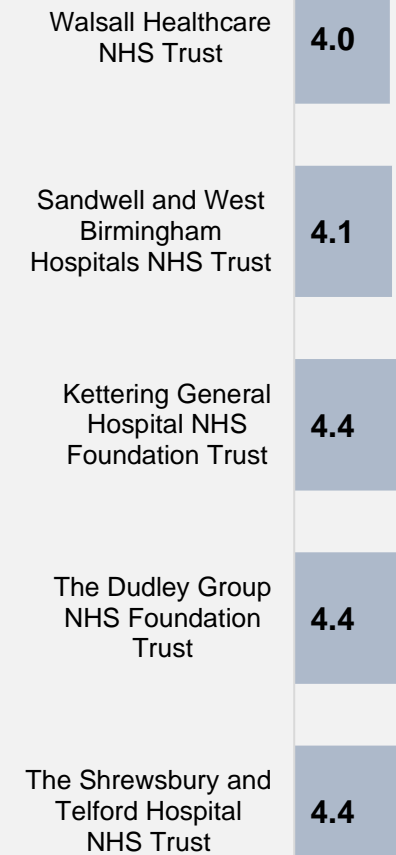 Walsall Healthcare
NHS Trust
4.0
Sandwell and West
Birmingham
Hospitals NHS Trust
4.1
Kettering General
Hospital NHS
Foundation Trust
4.4
The Dudley Group
NHS Foundation
Trust
4.4
The Shrewsbury and
Telford Hospital
NHS Trust
4.4